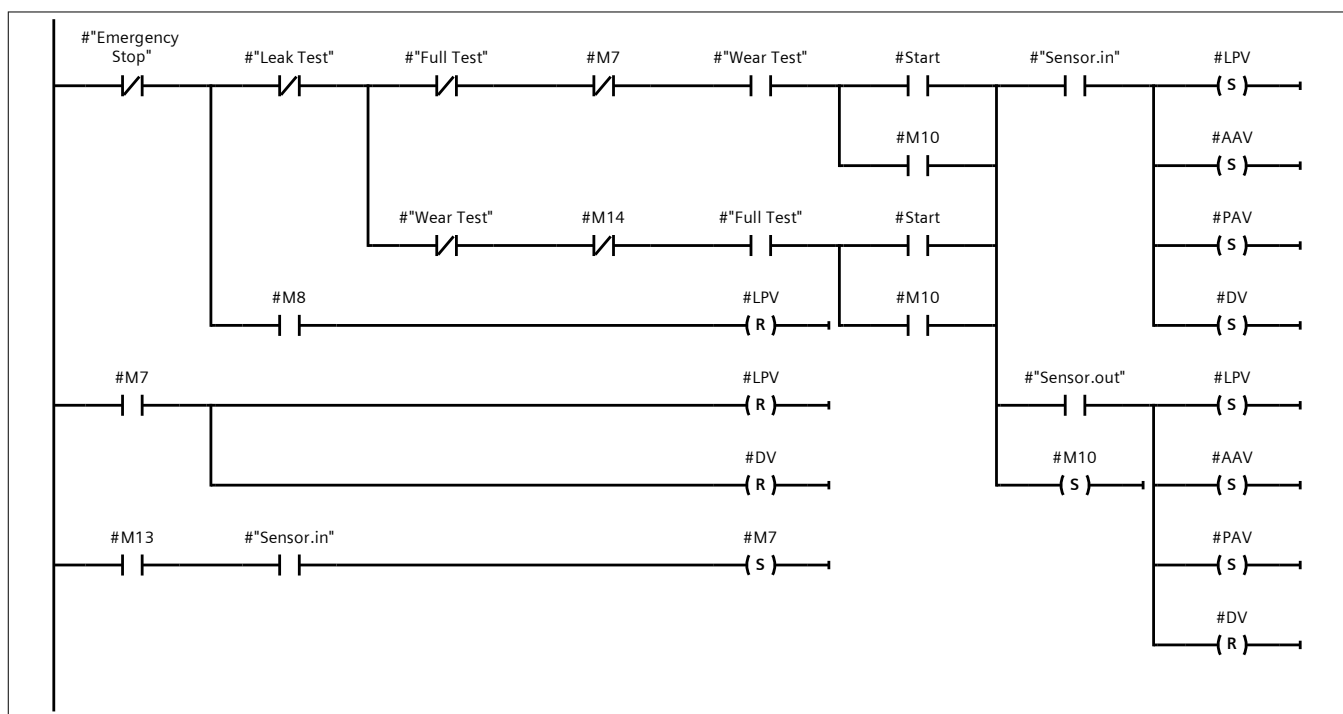 #"Emergency
Stop" #"Leak Test" #"Full Test" #M7 #"Wear Test" #Start #"Sensor.in" #LPV
S
#M10 #AAV
S
#"Wear Test" #M14 #"Full Test" #Start #PAV
S
#M8 #LPV #M10 #DV
R S
#M7 #LPV #"Sensor.out" #LPV
R S
#DV #M10 #AAV
R S S
#M13 #"Sensor.in" #M7 #PAV
S S
#DV
R